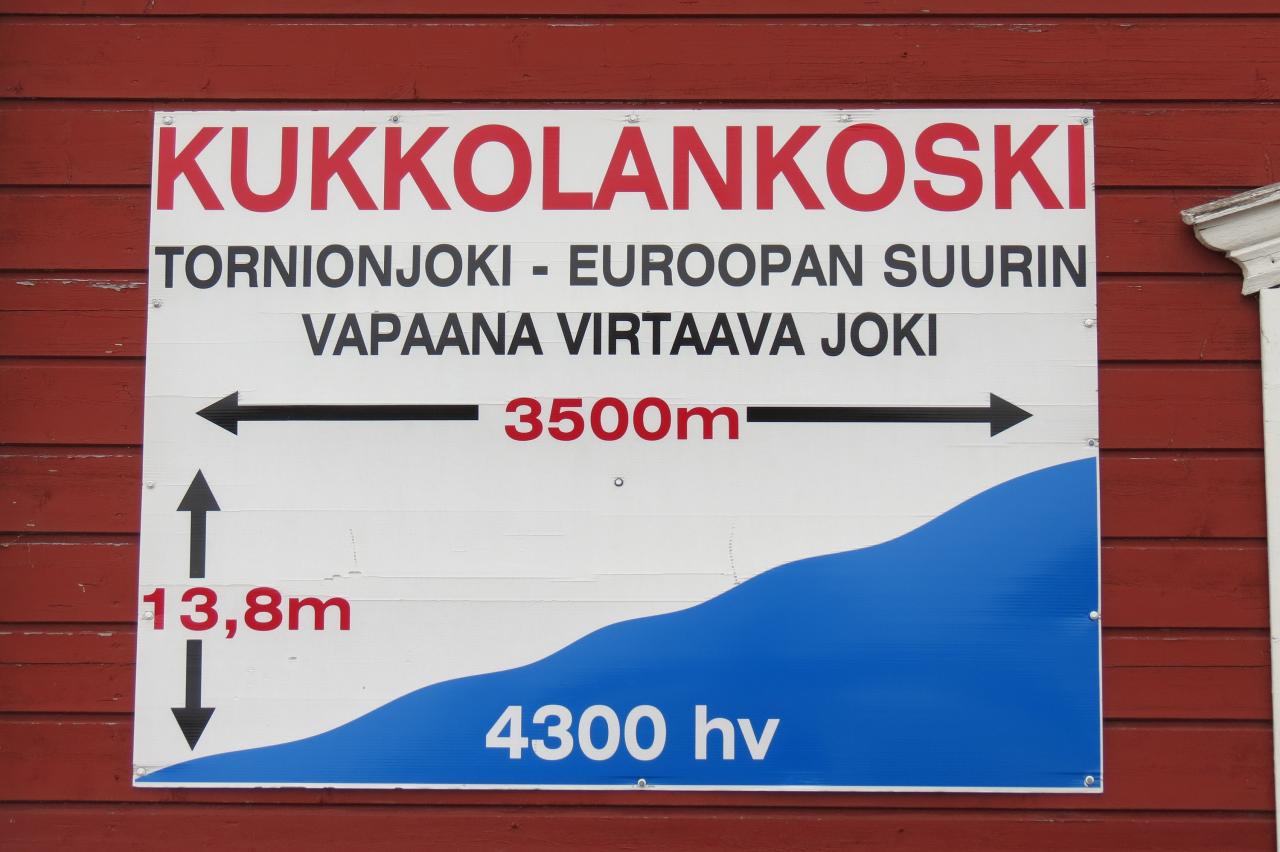 KUKKOLANKOSKI
TORNIONJOKI - EUROOPAN SUURIN
VAPAANA VIRTAAVA JOKI
3500m
13,8m
4300 hv